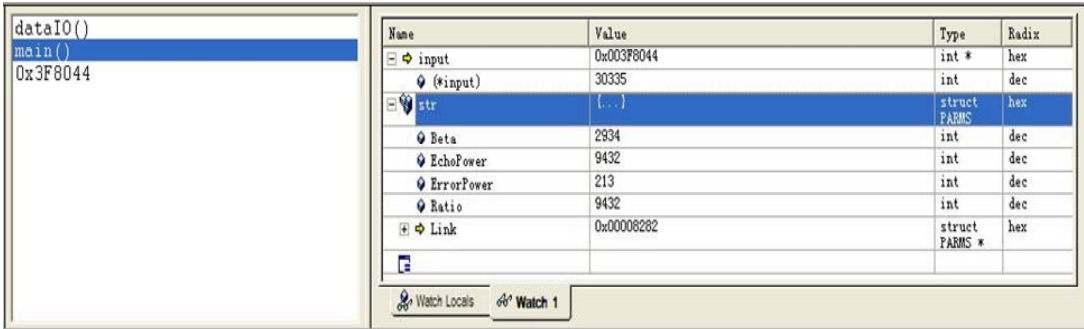 dataIO()
main()
0x3F8044
Name Value Type Radix
input 0x003F8044 int * hex
(*input) 30335 int dec
str {...} struct PARMS hex
Beta 2934 int dec
EchoPower 9432 int dec
ErrorPower 213 int dec
Ratio 9432 int dec
Link 0x00008282 struct PARMS * hex
Watch Locals Watch 1